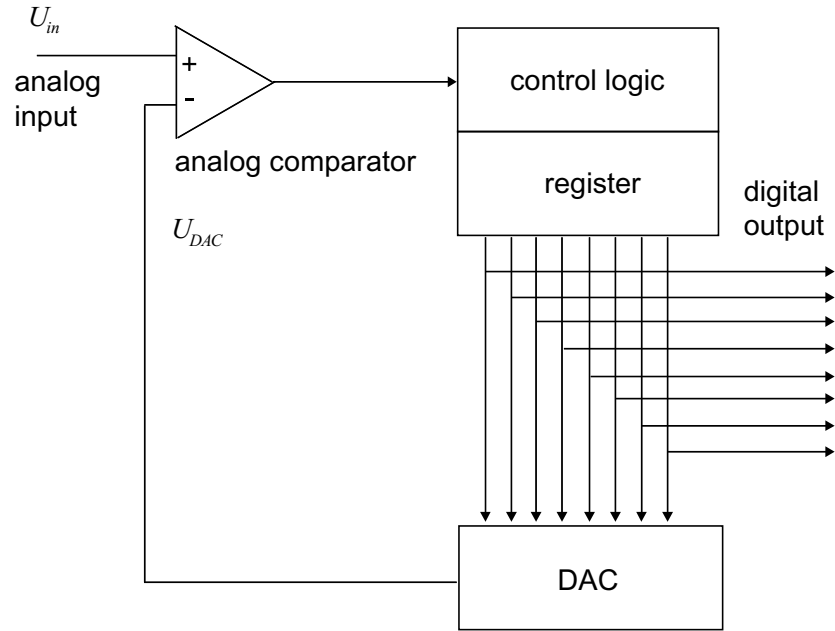 U_in
analog
input
+
-
analog comparator
control logic
register
digital
output
U_DAC
DAC